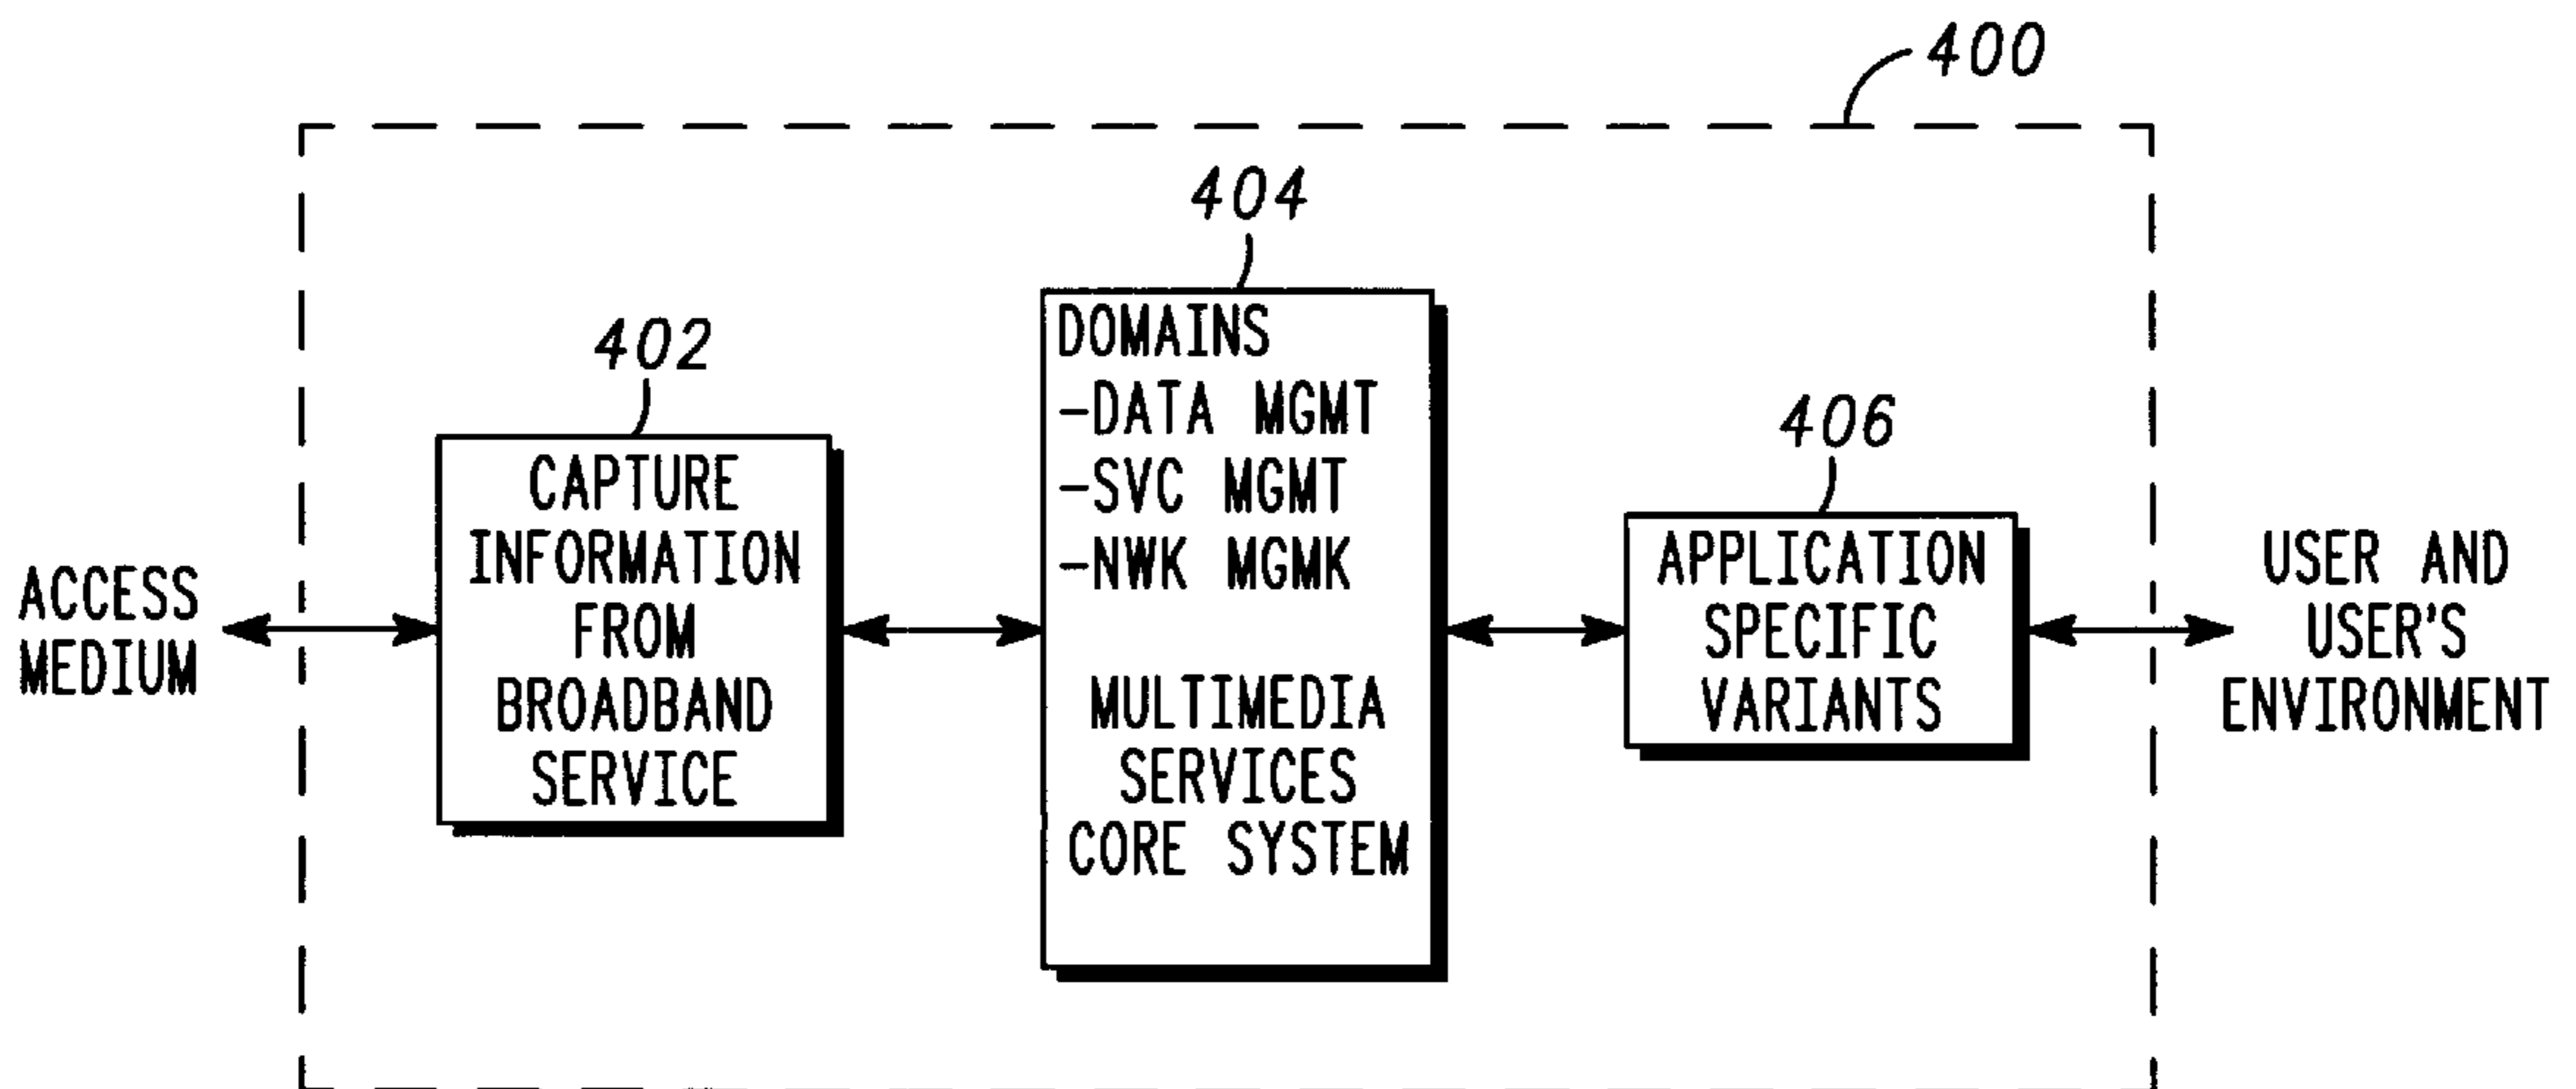 400
404
402
406
ACCESS
MEDIUM
CAPTURE
INFORMATION
FROM
BROADBAND
SERVICE
DOMAINS
-DATA MGMT
-SVC MGMT
-NWK MGMK
MULTIMEDIA
SERVICES
CORE SYSTEM
APPLICATION
SPECIFIC
VARIANTS
USER AND
USER'S
ENVIRONMENT